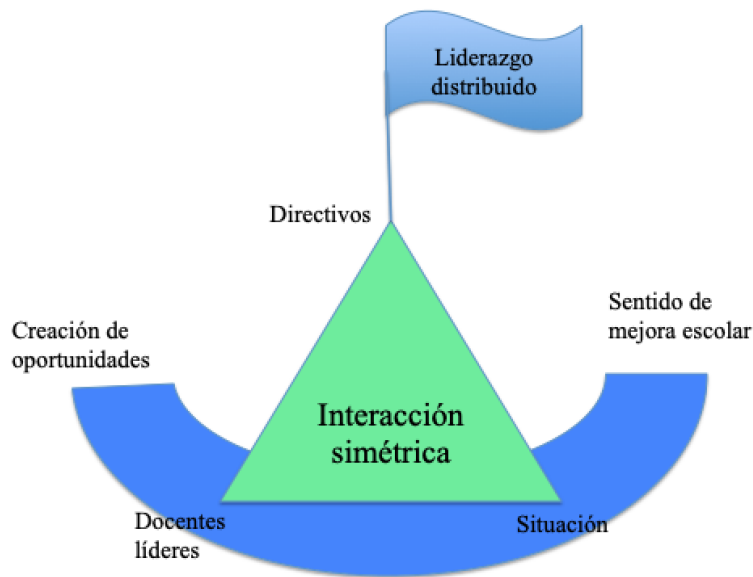 Liderazgo
distribuido
Directivos
Creación de
oportunidades
Sentido de
mejora escolar
Interacción
simétrica
Docentes
líderes
Situación